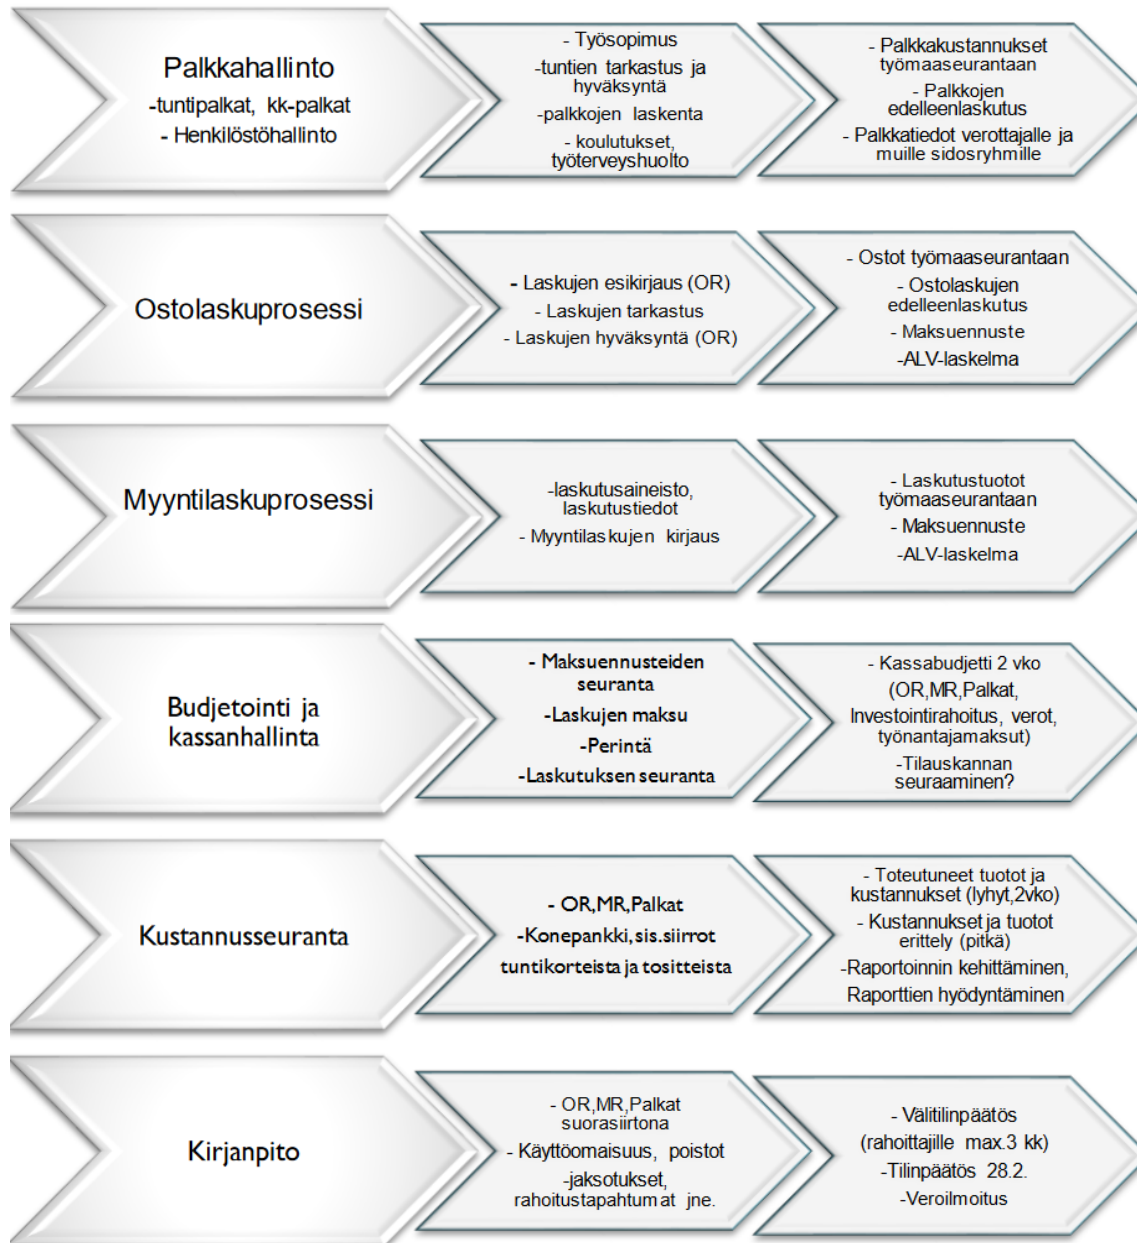 Palkkahallinto
-tuntipalkat, kk-palkat
- Henkilöstöhallinto
- Työsopimus
-tuntien tarkastus ja
hyväksyntä
-palkkojen laskenta
- koulutukset,
työterveyshuolto
- Palkkakustannukset
työmaaseurantaan
- Palkkojen
edelleenlaskutus
- Palkkatiedot verottajalle ja
muille sidosryhmille
Ostolaskuprosessi
- Laskujen esikirjaus (OR)
- Laskujen tarkastus
- Laskujen hyväksyntä (OR)
- Ostot työmaaseurantaan
- Ostolaskujen
edelleenlaskutus
- Maksuennuste
-ALV-laskelma
Myyntilaskuprosessi
-laskutusaineisto,
laskutustiedot
- Myyntilaskujen kirjaus
- Laskutustuotot
työmaaseurantaan
- Maksuennuste
-ALV-laskelma
Budjetointi ja
kassanhallinta
- Maksuennusteiden
seuranta
-Laskujen maksu
-Perintä
-Laskutuksen seuranta
- Kassabudjetti 2 vko
(OR,MR,Palkat,
Investointirahoitus, verot,
työnantajamaksut)
-Tilauskannan
seuraaminen?
Kustannusseuranta
- OR,MR,Palkat
-Konepankki,sis.siirrot
tuntikorteista ja tositteista
- Toteutuneet tuotot ja
kustannukset (lyhyt,2vko)
- Kustannukset ja tuotot
erittely (pitkä)
-Raportoinnin kehittäminen,
Raporttien hyödyntäminen
Kirjanpito
- OR,MR,Palkat
suorasiirtona
- Käyttöomaisuus, poistot
-jaksotukset,
rahoitustapahtumat jne.
- Välitilinpäätös
(rahoittajille max.3 kk)
-Tilinpäätös 28.2.
-Veroilmoitus